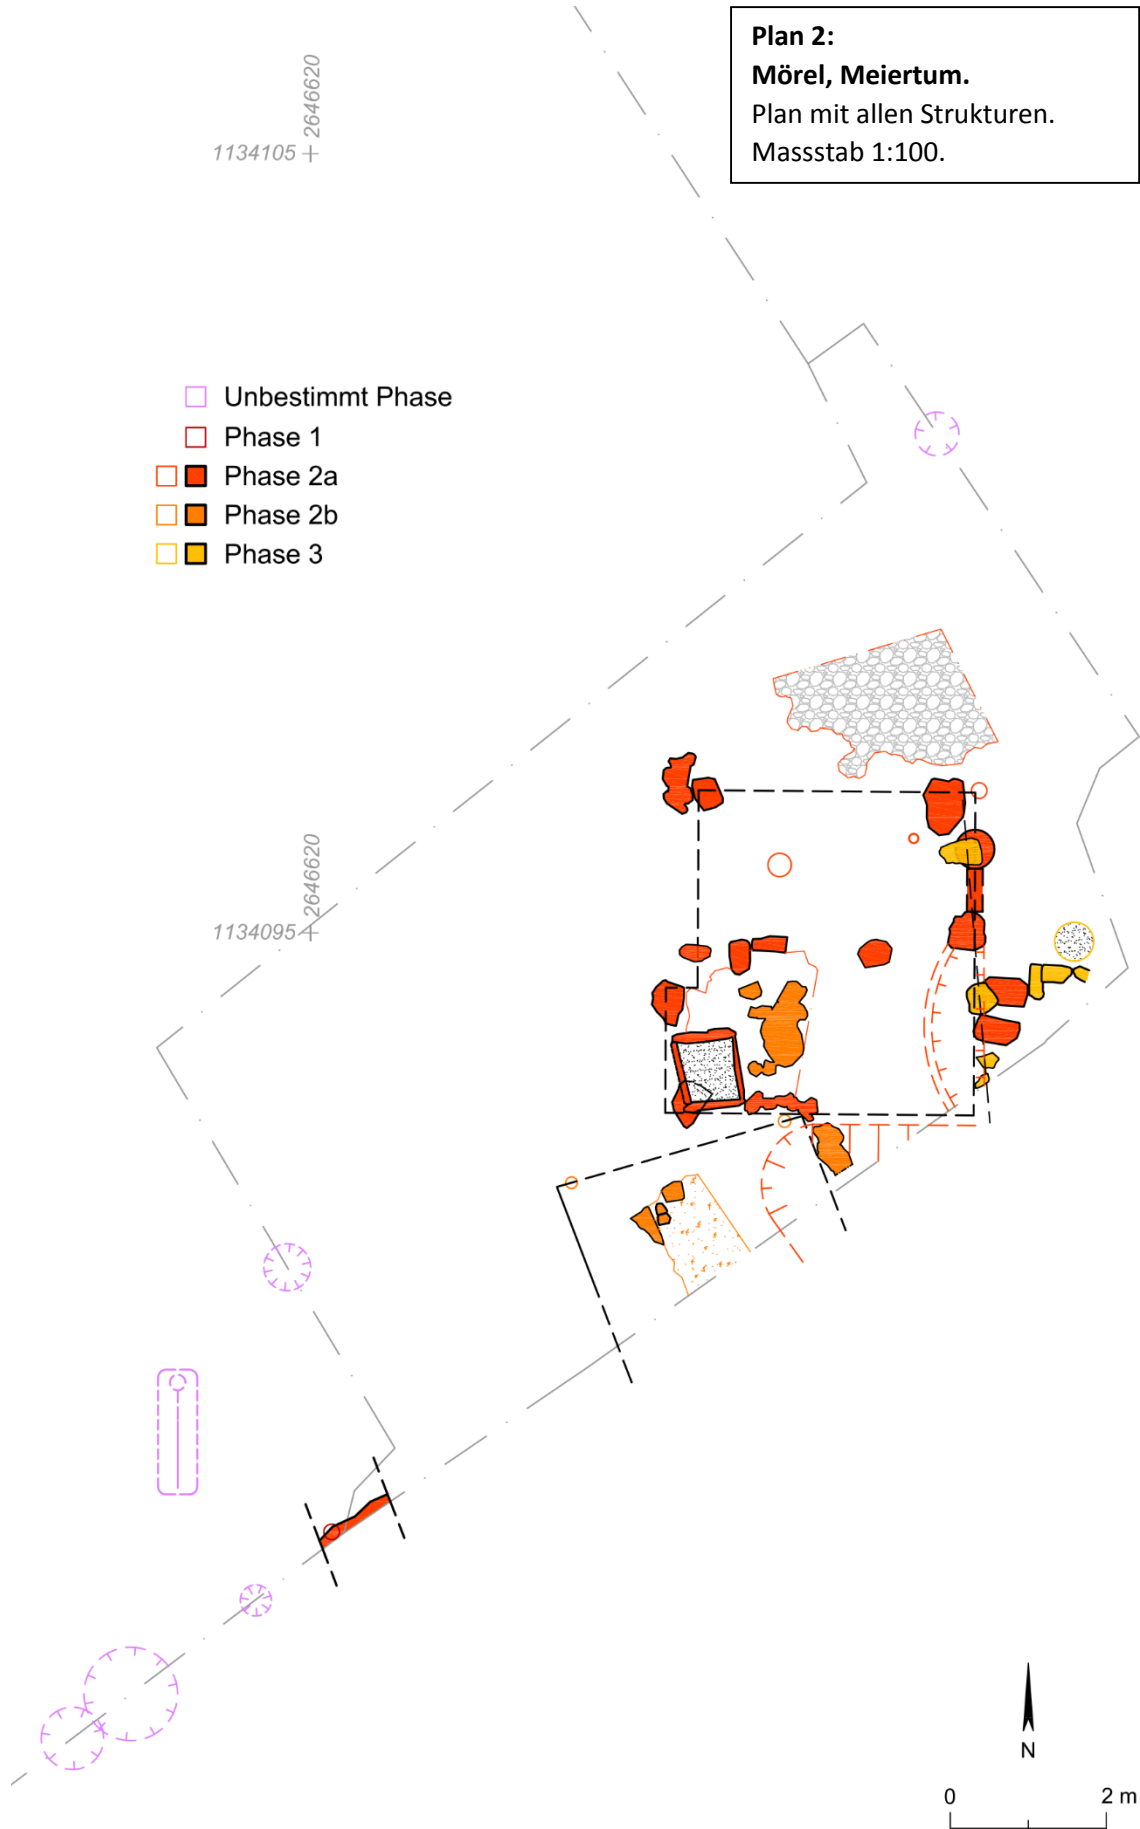 Plan 2:
Mörel, Meiertum.
Plan mit allen Strukturen.
Massstab 1:100.
2646620
1134105
Unbestimmt Phase
Phase 1
Phase 2a
Phase 2b
Phase 3
2646620
1134095
N
0 2 m